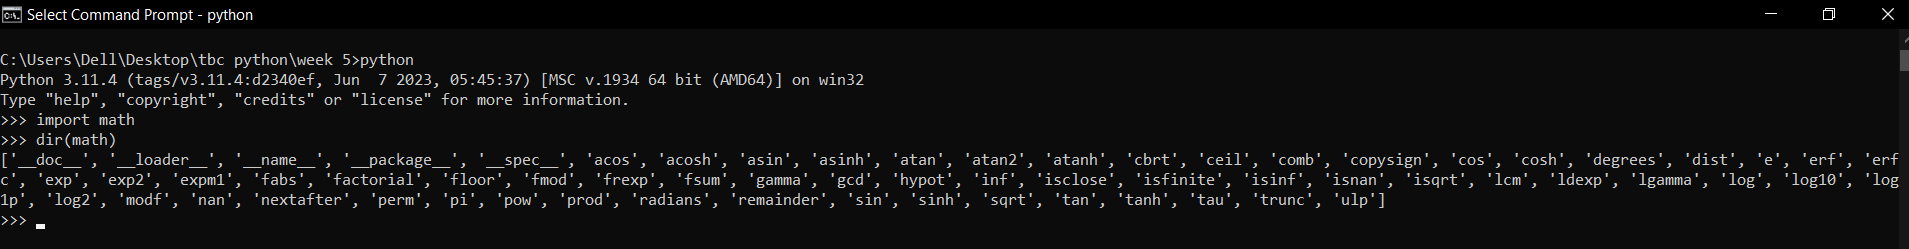 Select Command Prompt - python
C:\Users\Dell\Desktop\tbc python\week 5>python
Python 3.11.4 (tags/v3.11.4:d2340ef, Jun  7 2023, 05:45:37) [MSC v.1934 64 bit (AMD64)] on win32
Type "help", "copyright", "credits" or "license" for more information.
>>> import math
>>> dir(math)
['__doc__', '__loader__', '__name__', '__package__', '__spec__', 'acos', 'acosh', 'asin', 'asinh', 'atan', 'atan2', 'atanh', 'cbrt', 'ceil', 'comb', 'copysign', 'cos', 'cosh', 'degrees', 'dist', 'e', 'erf', 'erf
c', 'exp', 'exp2', 'expm1', 'fabs', 'factorial', 'floor', 'fmod', 'frexp', 'fsum', 'gamma', 'gcd', 'hypot', 'inf', 'isclose', 'isfinite', 'isinf', 'isnan', 'isqrt', 'lcm', 'ldexp', 'lgamma', 'log', 'log10', 'log
1p', 'log2', 'modf', 'nan', 'nextafter', 'perm', 'pi', 'pow', 'prod', 'radians', 'remainder', 'sin', 'sinh', 'sqrt', 'tan', 'tanh', 'tau', 'trunc', 'ulp']
>>>